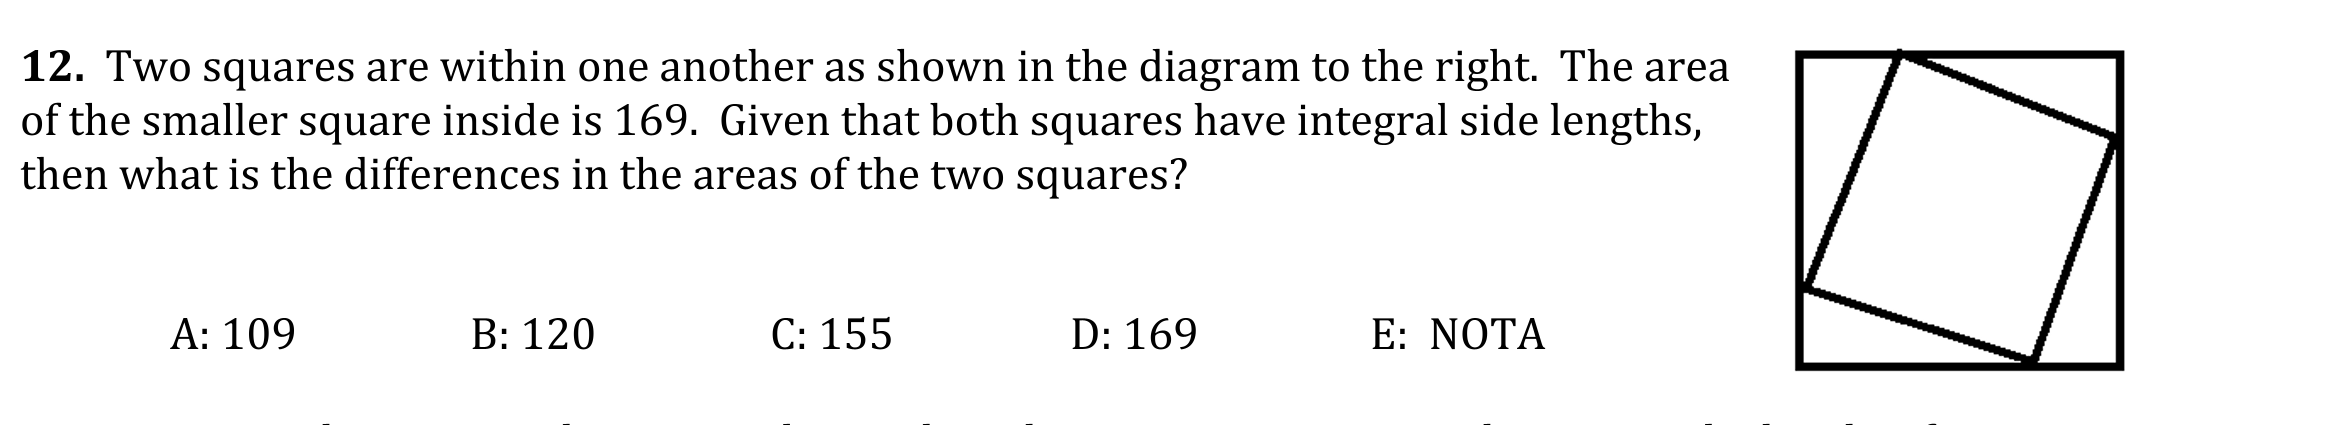 12. Two squares are within one another as shown in the diagram to the right. The area
of the smaller square inside is 169. Given that both squares have integral side lengths,
then what is the differences in the areas of the two squares?
A: 109 B: 120 C: 155 D: 169 E: NOTA